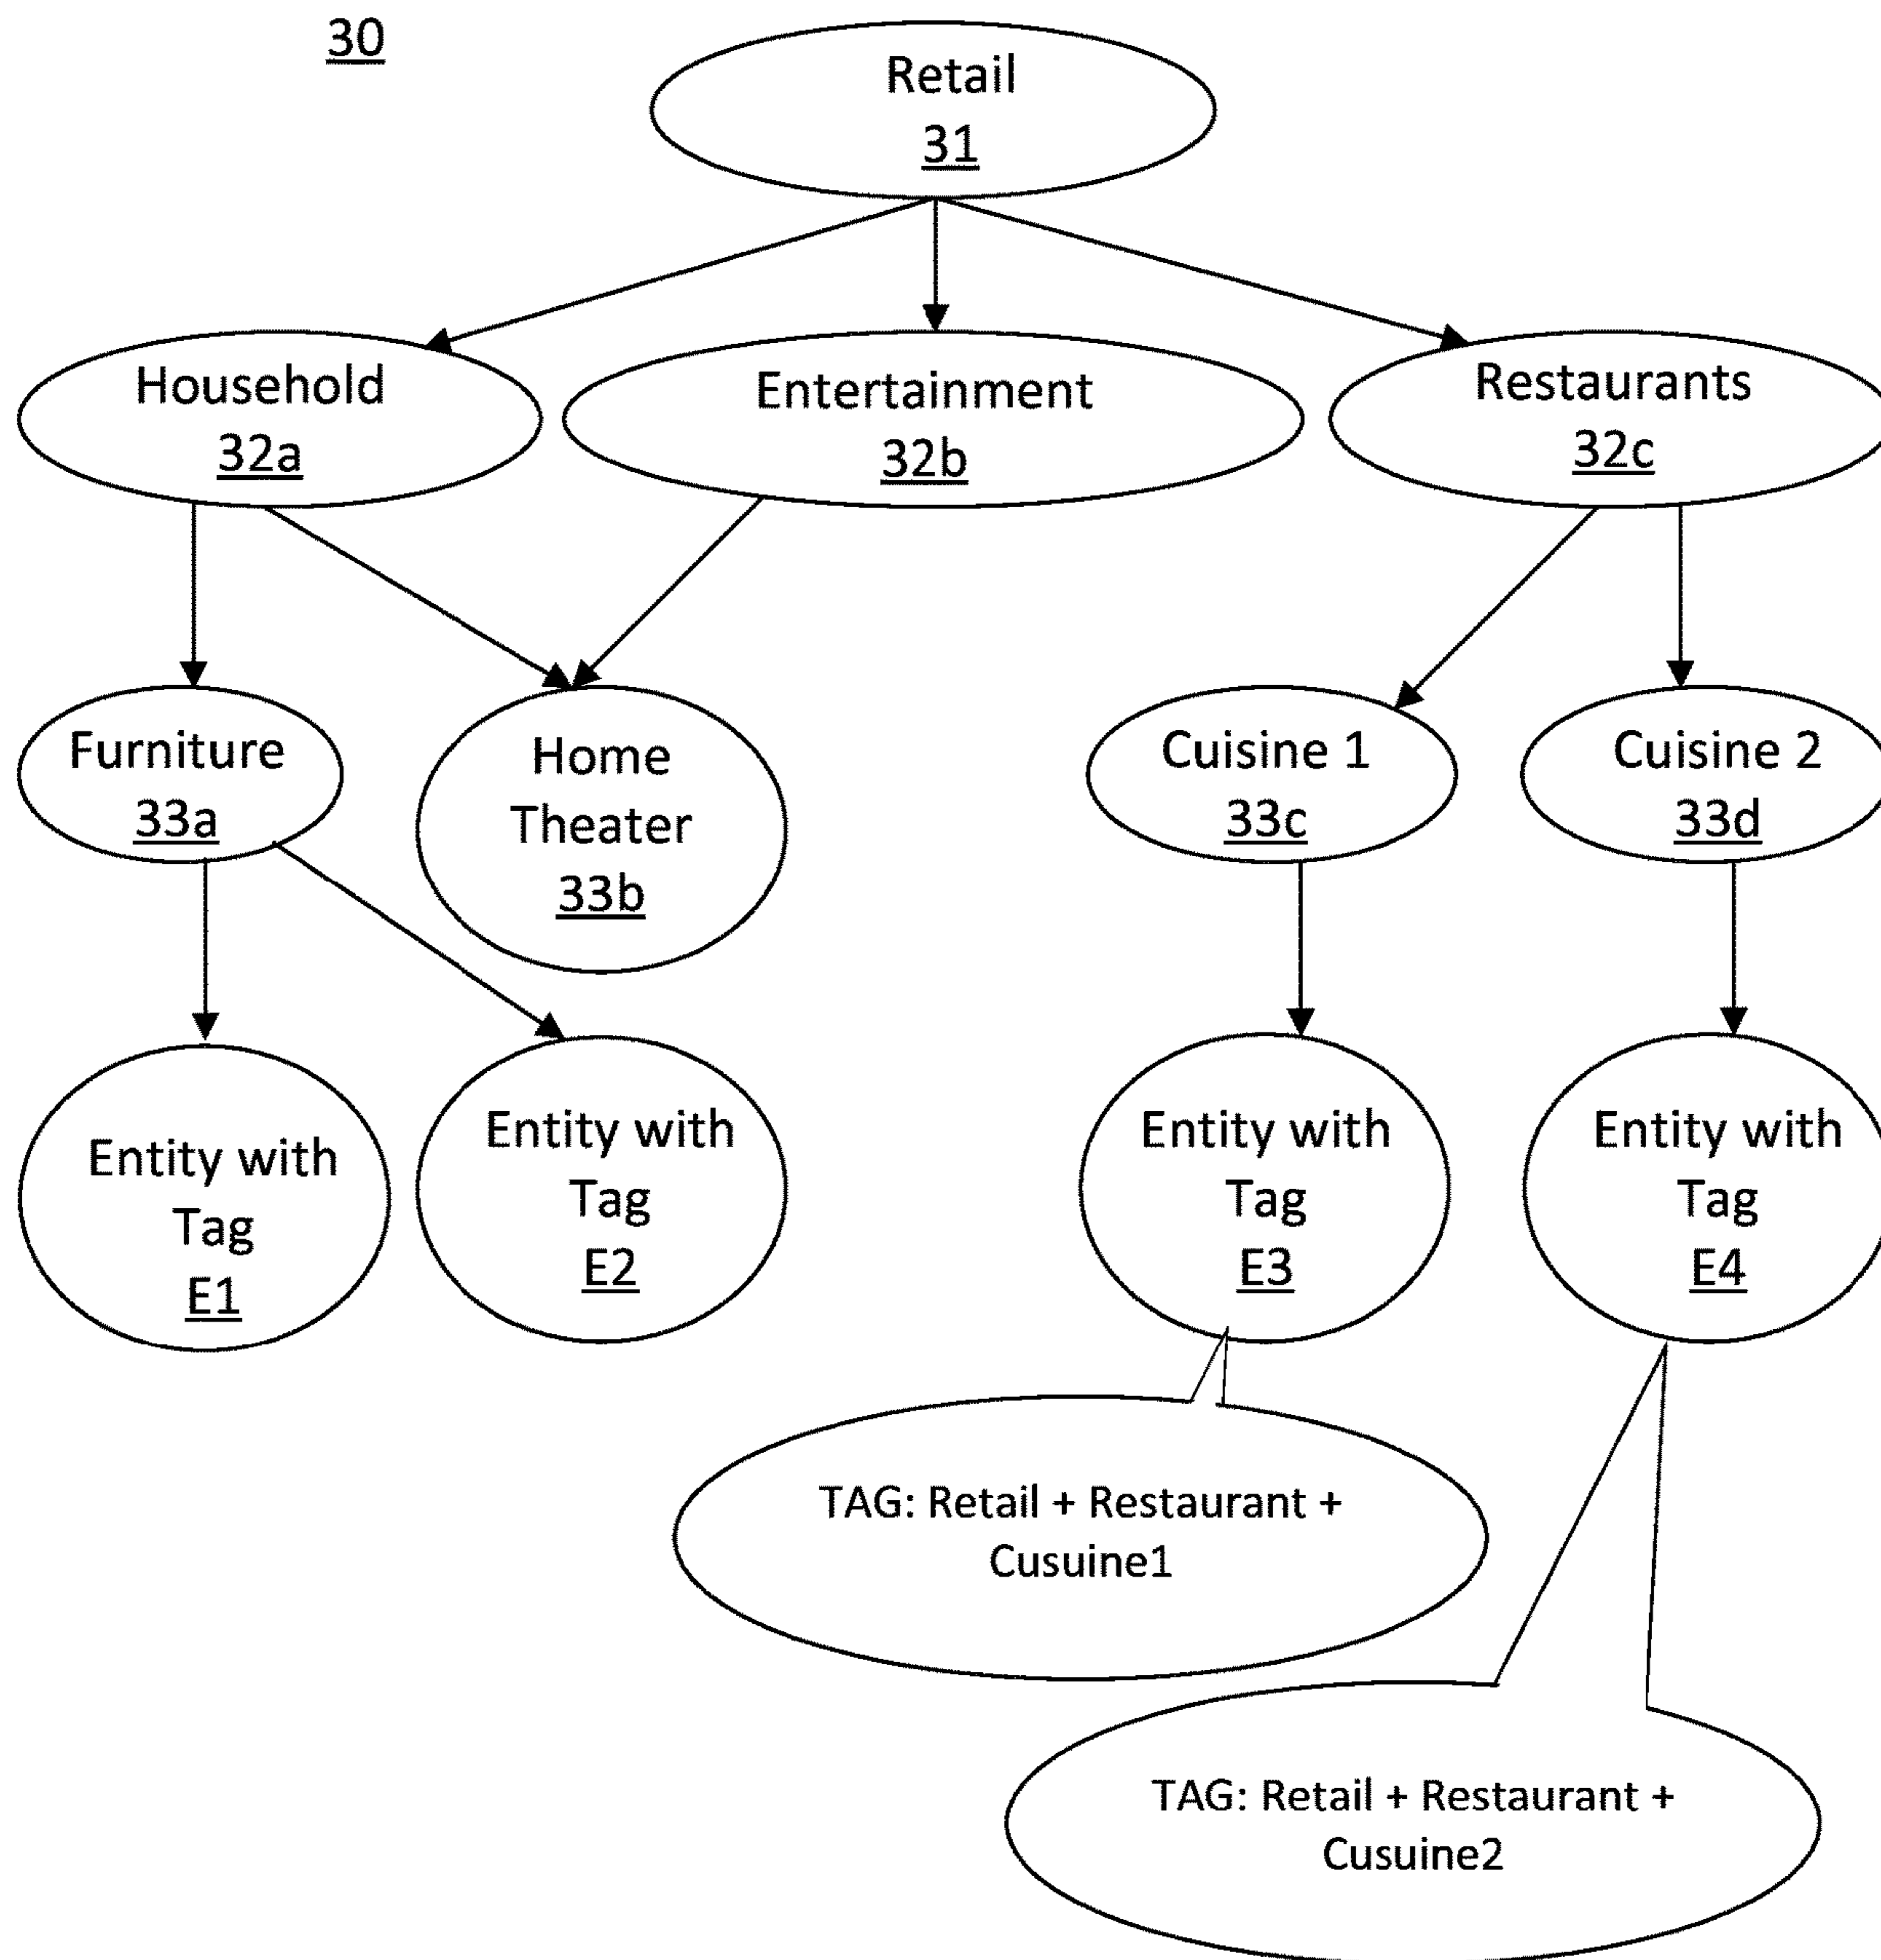 30
Retail
31
Household
32a
Entertainment
32b
Restaurants
32c
Furniture
33a
Home
Theater
33b
Cuisine 1
33c
Cuisine 2
33d
Entity with
Tag
E1
Entity with
Tag
E2
Entity with
Tag
E3
Entity with
Tag
E4
TAG: Retail + Restaurant +
Cusuine1
TAG: Retail + Restaurant +
Cusuine2